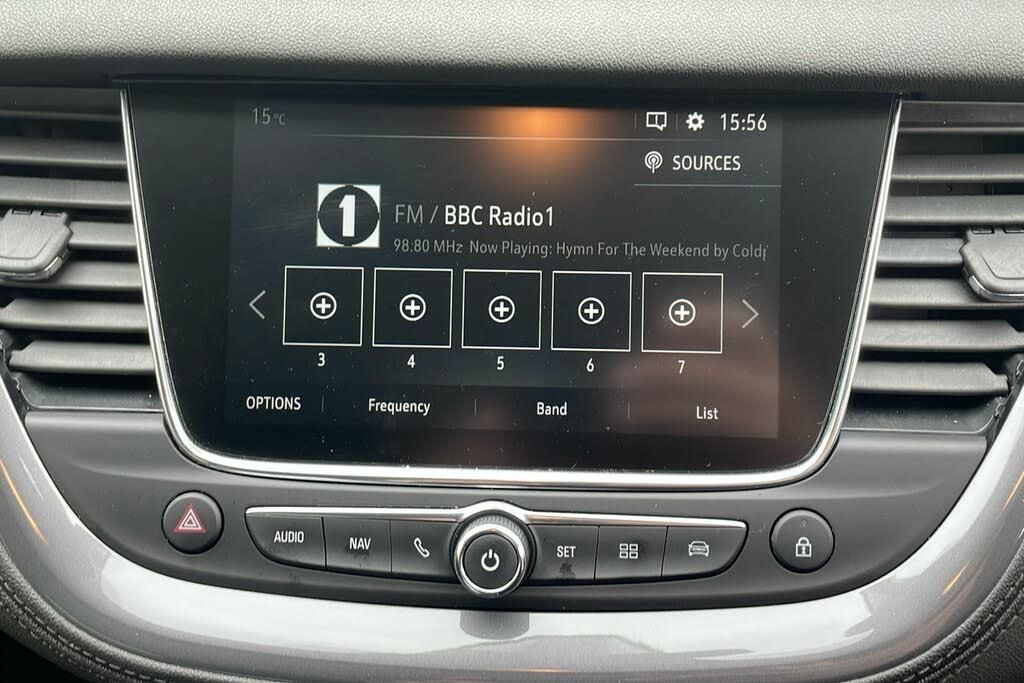 15°C
15:56
SOURCES
1
FM / BBC Radio1
98.80 MHz Now Playing: Hymn For The Weekend by Coldp
3 4 5 6 7
OPTIONS Frequency Band List
AUDIO NAV SET